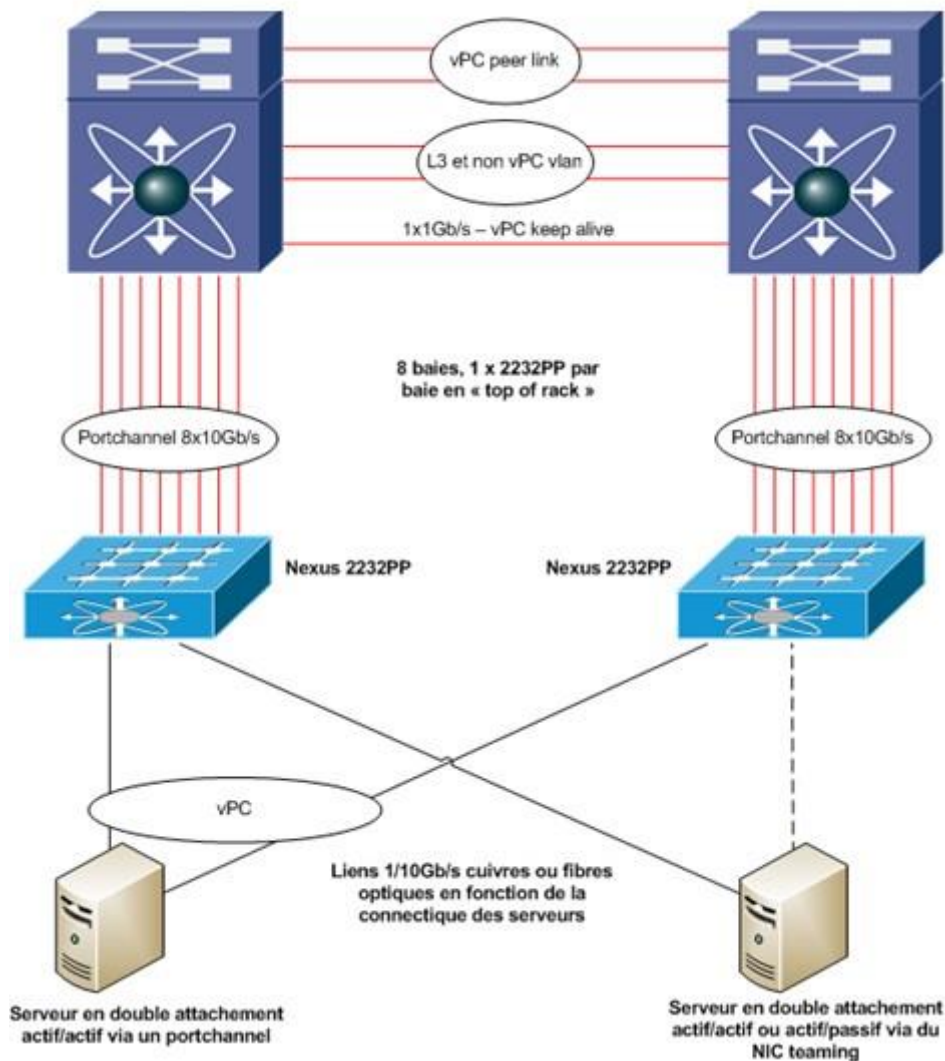 vPC peer link
L3 et non vPC vlan
1x1Gb/s – vPC keep alive
8 baies, 1 x 2232PP par
baie en « top of rack »
Portchannel 8x10Gb/s
Portchannel 8x10Gb/s
Nexus 2232PP
Nexus 2232PP
vPC
Liens 1/10Gb/s cuivres ou fibres
optiques en fonction de la
connectique des serveurs
Serveur en double attachement
actif/actif via un portchannel
Serveur en double attachement
actif/actif ou actif/passif via du
NIC teaming